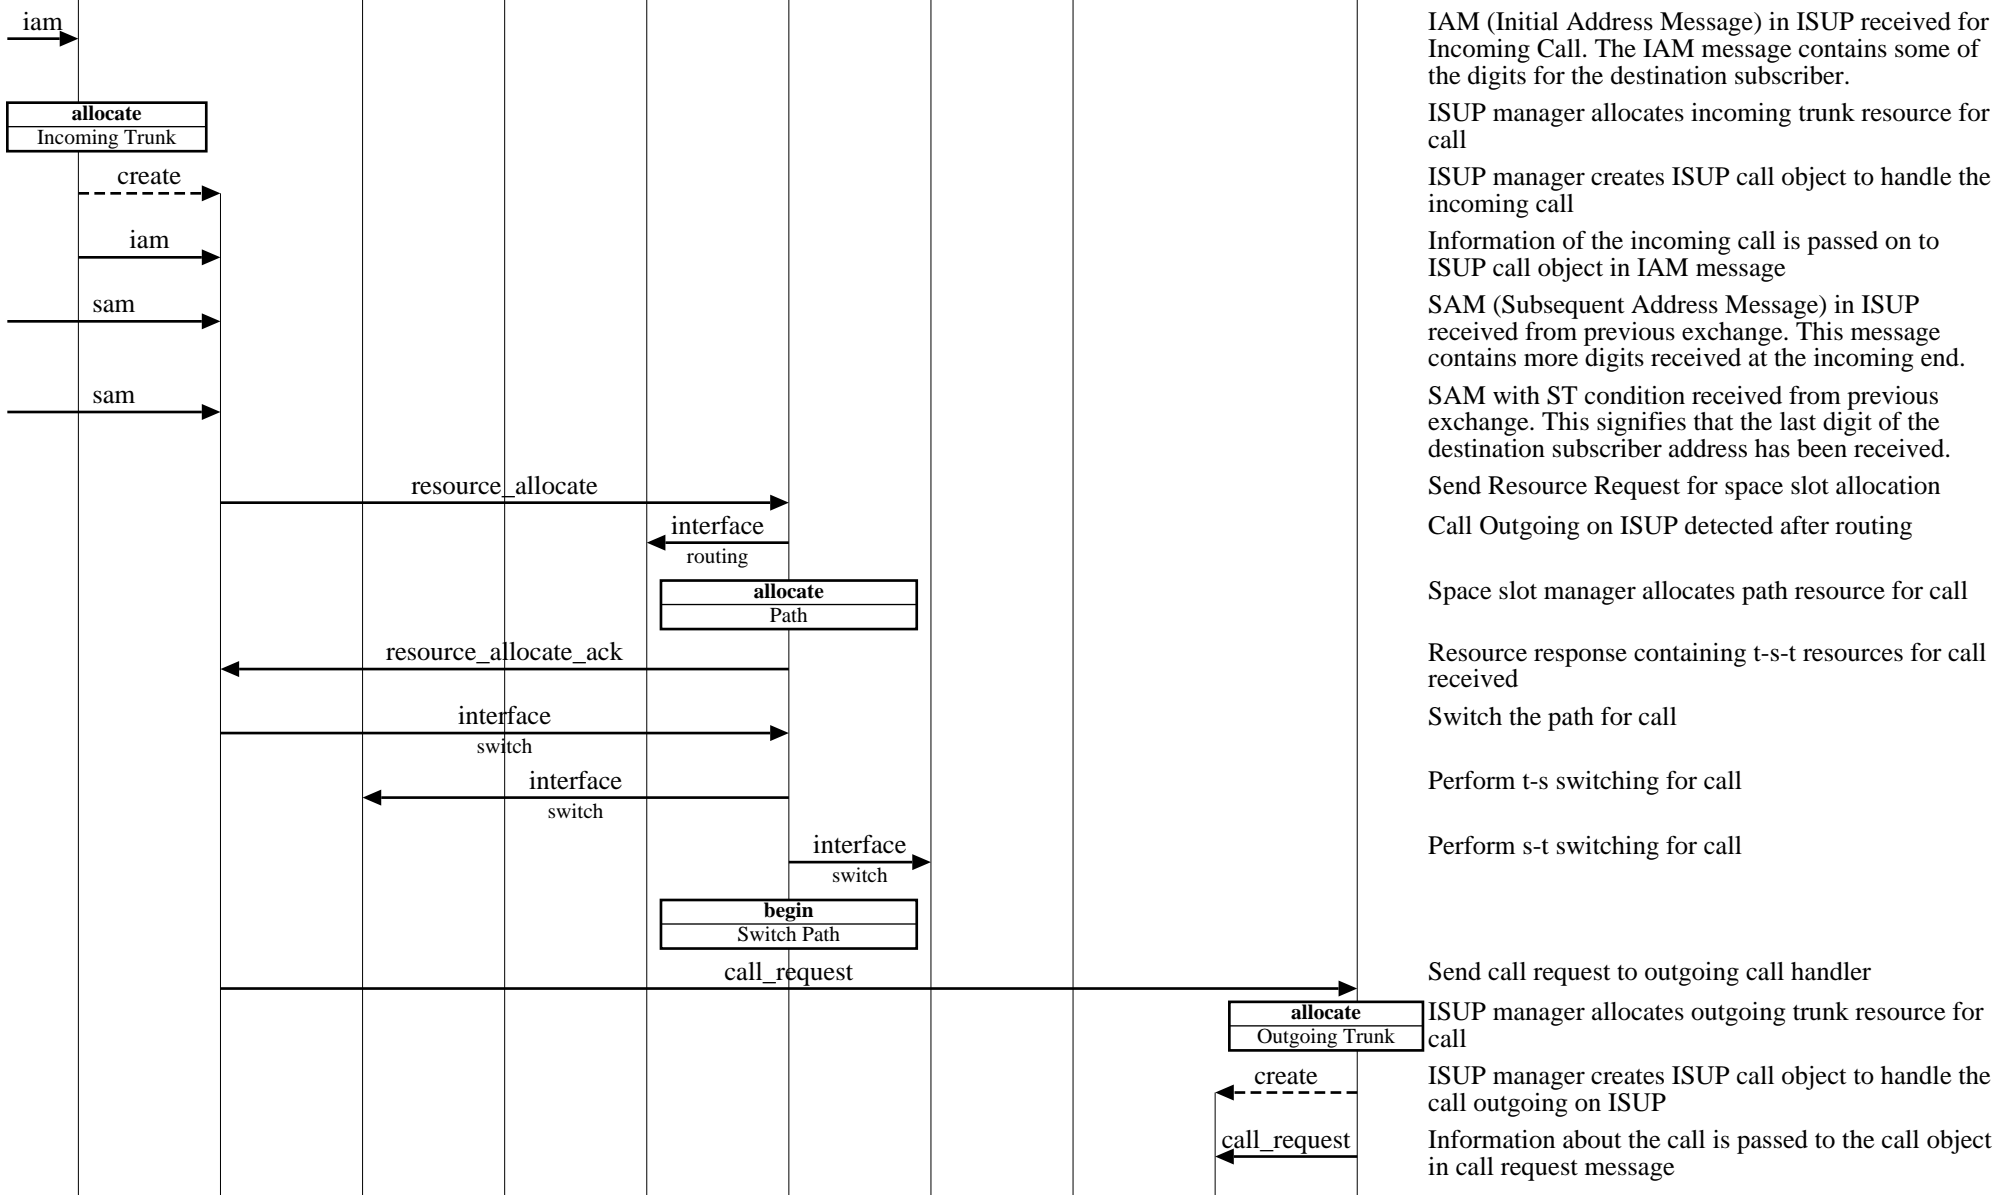 iam
IAM (Initial Address Message) in ISUP received for
Incoming Call. The IAM message contains some of
the digits for the destination subscriber.
allocate
Incoming Trunk
ISUP manager allocates incoming trunk resource for
call
create
ISUP manager creates ISUP call object to handle the
incoming call
iam
Information of the incoming call is passed on to
ISUP call object in IAM message
sam
SAM (Subsequent Address Message) in ISUP
received from previous exchange. This message
contains more digits received at the incoming end.
sam
SAM with ST condition received from previous
exchange. This signifies that the last digit of the
destination subscriber address has been received.
resource_allocate
Send Resource Request for space slot allocation
interface
routing
Call Outgoing on ISUP detected after routing
allocate
Path
Space slot manager allocates path resource for call
resource_allocate_ack
Resource response containing t-s-t resources for call
received
interface
switch
Switch the path for call
interface
switch
Perform t-s switching for call
interface
switch
Perform s-t switching for call
begin
Switch Path
call_request
Send call request to outgoing call handler
allocate
Outgoing Trunk
ISUP manager allocates outgoing trunk resource for
call
create
ISUP manager creates ISUP call object to handle the
call outgoing on ISUP
call_request
Information about the call is passed to the call object
in call request message